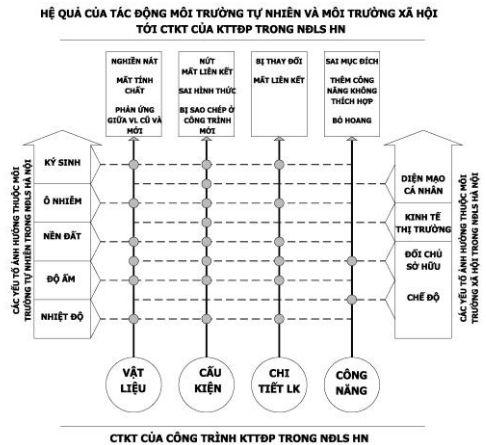 HỆ QUẢ CỦA TÁC ĐỘNG MÔI TRƯỜNG TỰ NHIÊN VÀ MÔI TRƯỜNG XÃ HỘI
TỚI CTKT CỦA KTTĐP TRONG NĐLS HN
NGHIỀN NÁT
MẤT TÍNH
CHẤT
PHẢN ỨNG
GIỮA VL CŨ VÀ
MỚI
NỨT
MẤT LIÊN KẾT
SAI HÌNH THỨC
BỊ SAO CHÉP Ở
CÔNG TRÌNH
MỚI
BỊ THAY ĐỔI
MẤT LIÊN KẾT
SAI MỤC ĐÍCH
THÊM CÔNG
NĂNG KHÔNG
THÍCH HỢP
BỎ HOANG
CÁC YẾU TỐ ẢNH HƯỞNG THUỘC MÔI
TRƯỜNG TỰ NHIÊN TRONG NĐLS HÀ NỘI
KÝ SINH
Ô NHIỄM
NỀN ĐẤT
ĐỘ ẨM
NHIỆT ĐỘ
DIỆN MẠO
CÁ NHÂN
KINH TẾ
THỊ TRƯỜNG
ĐỔI CHỦ
SỞ HỮU
CHẾ ĐỘ
CÁC YẾU TỐ ẢNH HƯỞNG THUỘC MÔI
TRƯỜNG XÃ HỘI TRONG NĐLS HÀ NỘI
VẬT
LIỆU
CẤU
KIỆN
CHI
TIẾT LK
CÔNG
NĂNG
CTKT CỦA CÔNG TRÌNH KTTĐP TRONG NĐLS HN